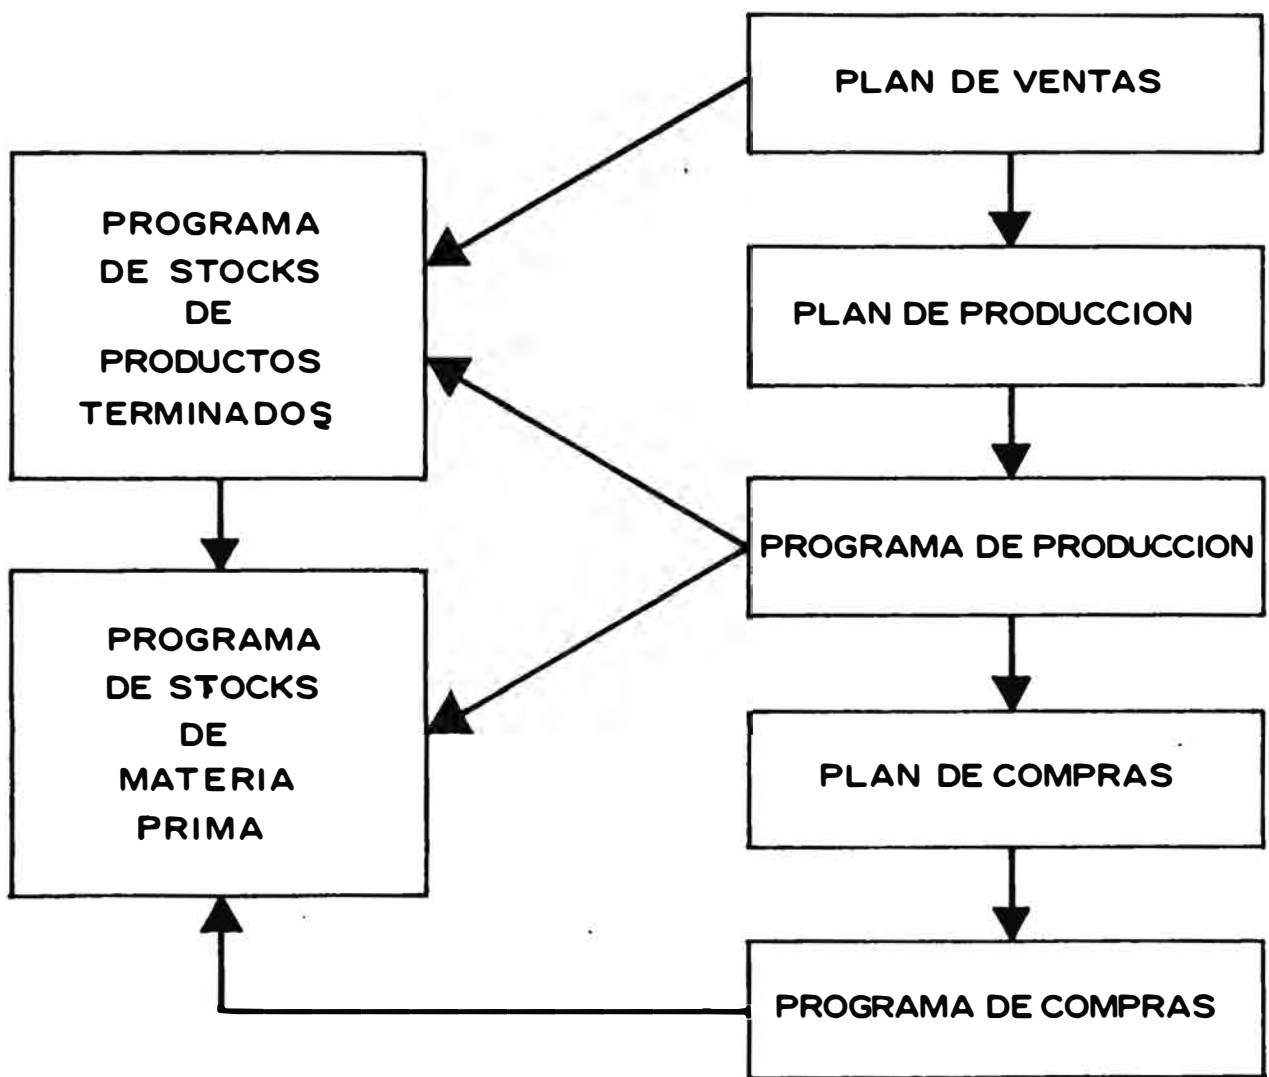 PLAN DE VENTAS
PROGRAMA
DE STOCKS
DE
PRODUCTOS
TERMINADOS
PLAN DE PRODUCCION
PROGRAMA DE PRODUCCION
PROGRAMA
DE STOCKS
DE
MATERIA
PRIMA
PLAN DE COMPRAS
PROGRAMA DE COMPRAS